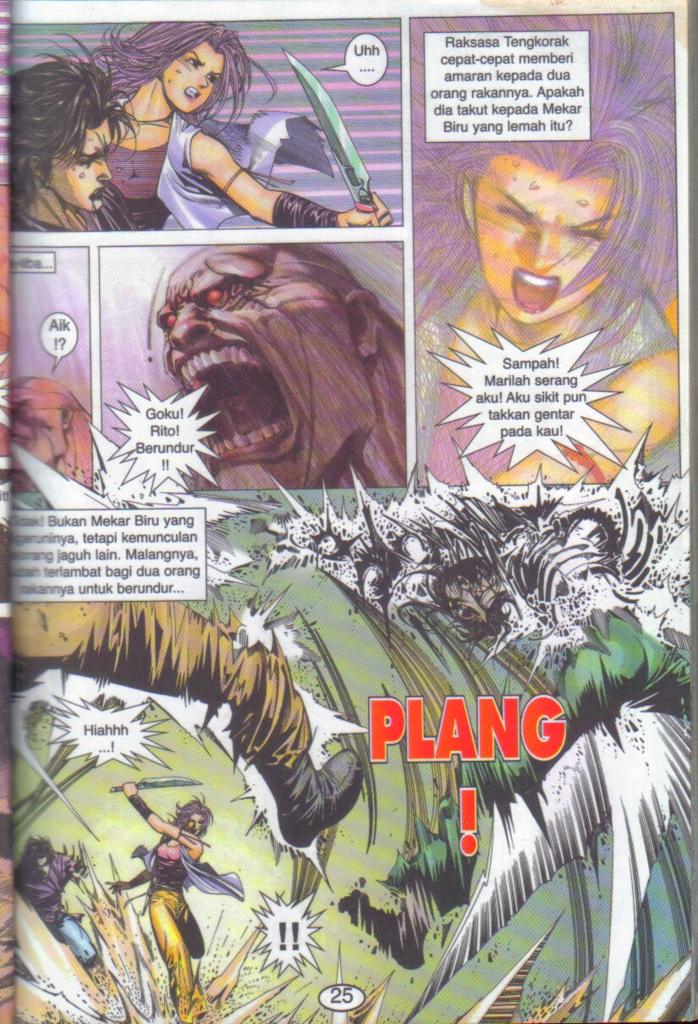 Uhh
....
Raksasa Tengkorak
cepat-cepat memberi
amaran kepada dua
orang rakannya. Apakah
dia takut kepada Mekar
Biru yang lemah itu?
-tiba...
Aik
!?
Goku!
Rito!
Berundur
!!
Sampah!
Marilah serang
aku! Aku sikit pun
takkan gentar
pada kau!
Bukan Mekar Biru yang
tetapi kemunculan
jaguh lain. Malangnya,
terlambat bagi dua orang
untuk berundur...
Hiahhh
...!
PLANG
!
!!
25